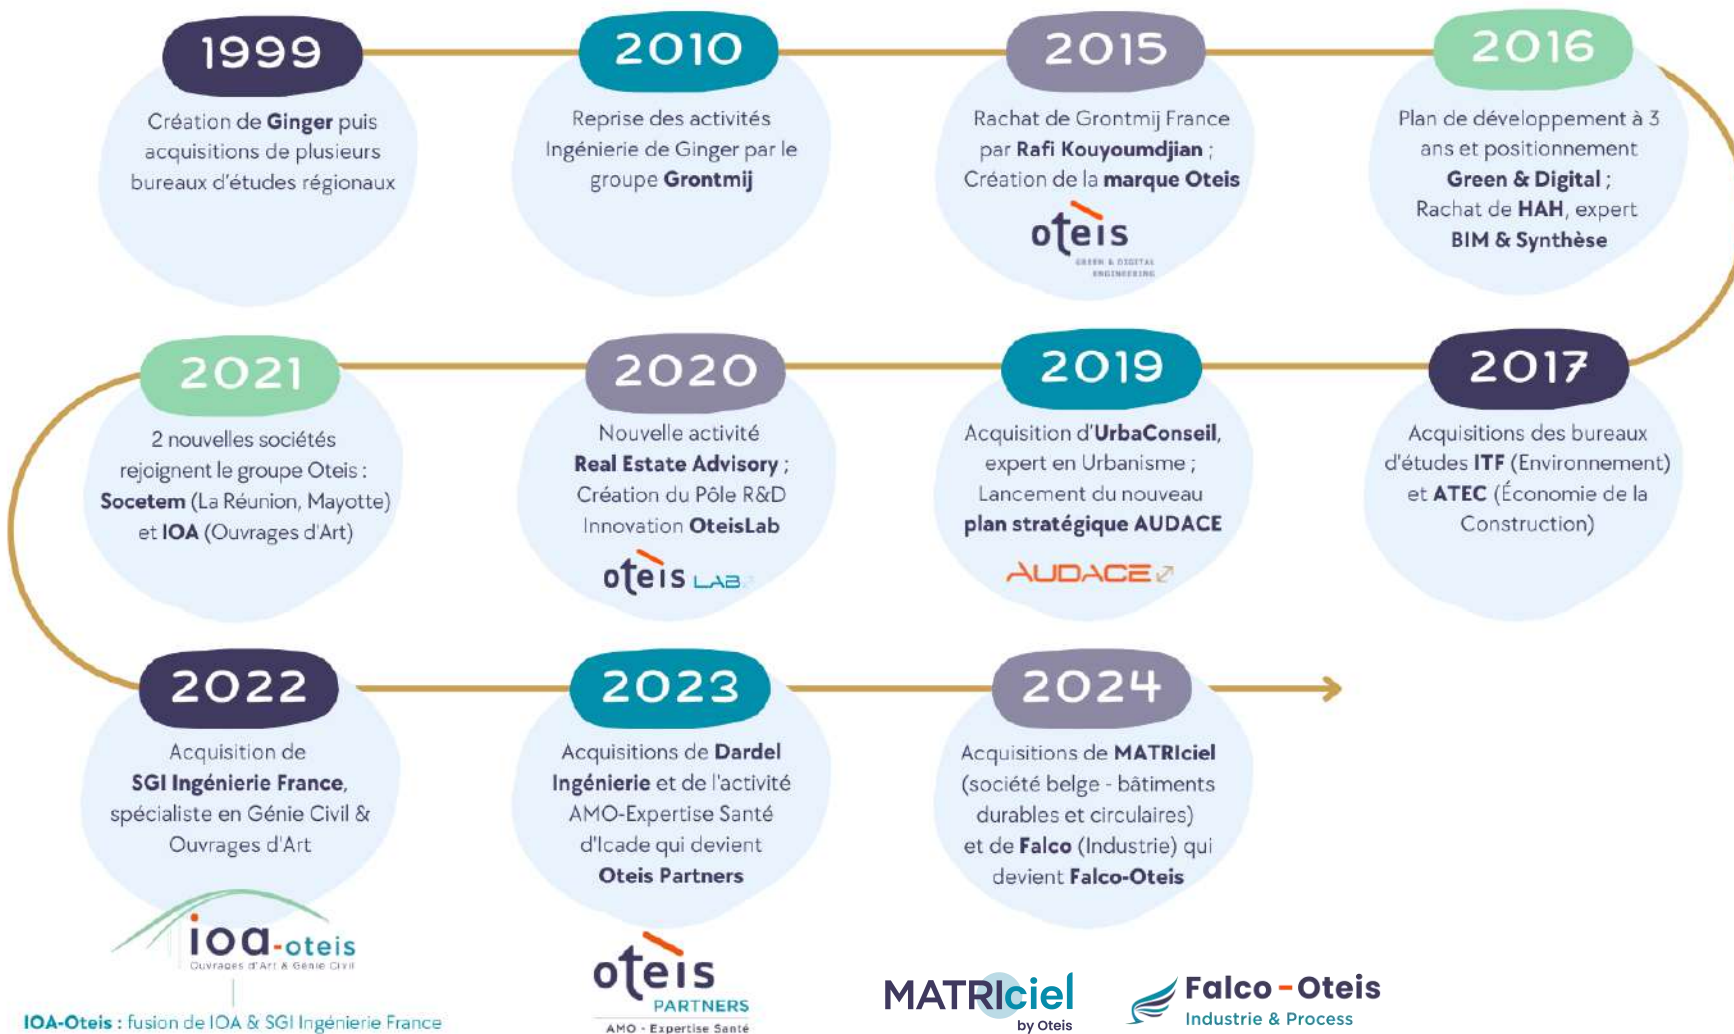 1999
Création de Ginger puis
acquisitions de plusieurs
bureaux d'études régionaux
2010
Reprise des activités
Ingénierie de Ginger par le
groupe Grontmij
2015
Rachat de Grontmij France
par Rafi Kouyoumdjian ;
Création de la marque Oteis
oteis
GREEN & DIGITAL
ENGINEERING
2016
Plan de développement à 3
ans et positionnement
Green & Digital ;
Rachat de HAH, expert
BIM & Synthèse
2017
Acquisitions des bureaux
d'études ITF (Environnement)
et ATEC (Économie de la
Construction)
2019
Acquisition d'UrbaConseil,
expert en Urbanisme ;
Lancement du nouveau
plan stratégique AUDACE
AUDACE
2020
Nouvelle activité
Real Estate Advisory ;
Création du Pôle R&D
Innovation OteisLab
oteis LAB
2021
2 nouvelles sociétés
rejoignent le groupe Oteis :
Socetem (La Réunion, Mayotte)
et IOA (Ouvrages d'Art)
2022
Acquisition de
SGI Ingénierie France,
spécialiste en Génie Civil &
Ouvrages d'Art
ioa-oteis
Ouvrages d'Art & Génie Civil
IOA-Oteis : fusion de IOA & SGI Ingénierie France
2023
Acquisitions de Dardel
Ingénierie et de l'activité
AMO-Expertise Santé
d'Icade qui devient
Oteis Partners
oteis
PARTNERS
AMO - Expertise Santé
2024
Acquisitions de MATRIciel
(société belge - bâtiments
durables et circulaires)
et de Falco (Industrie) qui
devient Falco-Oteis
MATRIciel
by Oteis
Falco-Oteis
Industrie & Process